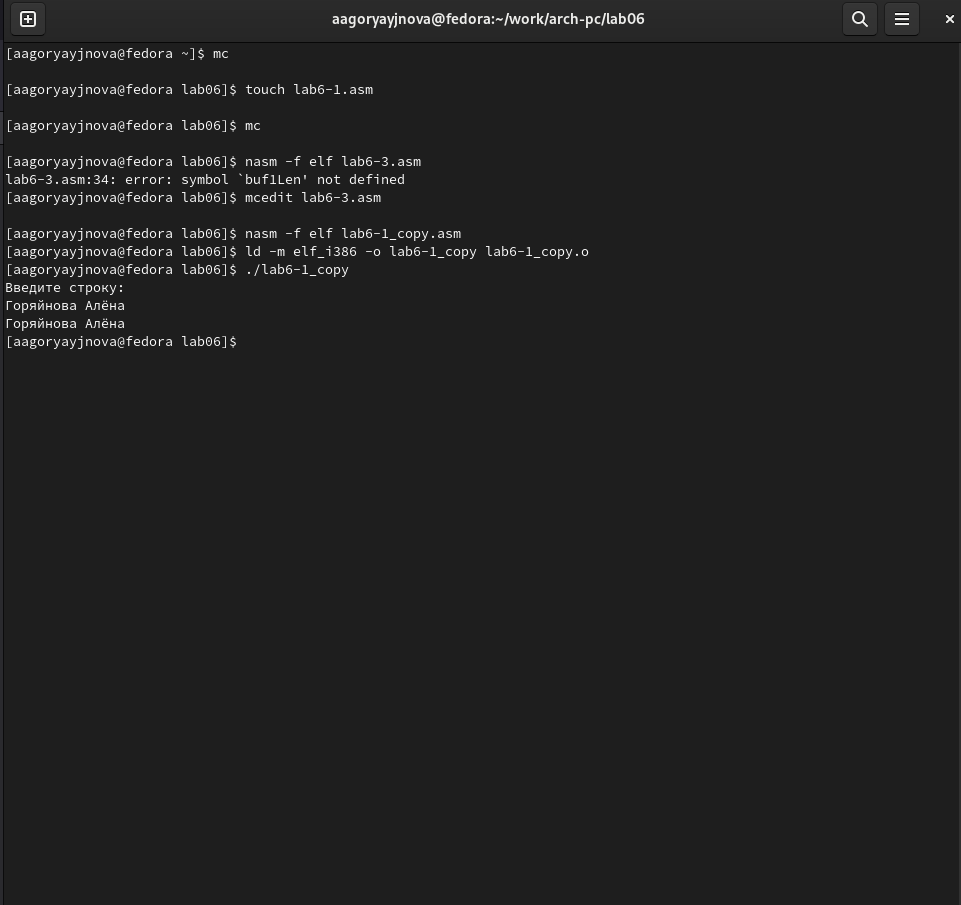 aagoryayjnova@fedora:~/work/arch-pc/lab06
[aagoryayjnova@fedora ~]$ mc
[aagoryayjnova@fedora lab06]$ touch lab6-1.asm
[aagoryayjnova@fedora lab06]$ mc
[aagoryayjnova@fedora lab06]$ nasm -f elf lab6-3.asm
lab6-3.asm:34: error: symbol `buf1Len' not defined
[aagoryayjnova@fedora lab06]$ mcedit lab6-3.asm
[aagoryayjnova@fedora lab06]$ nasm -f elf lab6-1_copy.asm
[aagoryayjnova@fedora lab06]$ ld -m elf_i386 -o lab6-1_copy lab6-1_copy.o
[aagoryayjnova@fedora lab06]$ ./lab6-1_copy
Введите строку:
Горяйнова Алёна
Горяйнова Алёна
[aagoryayjnova@fedora lab06]$